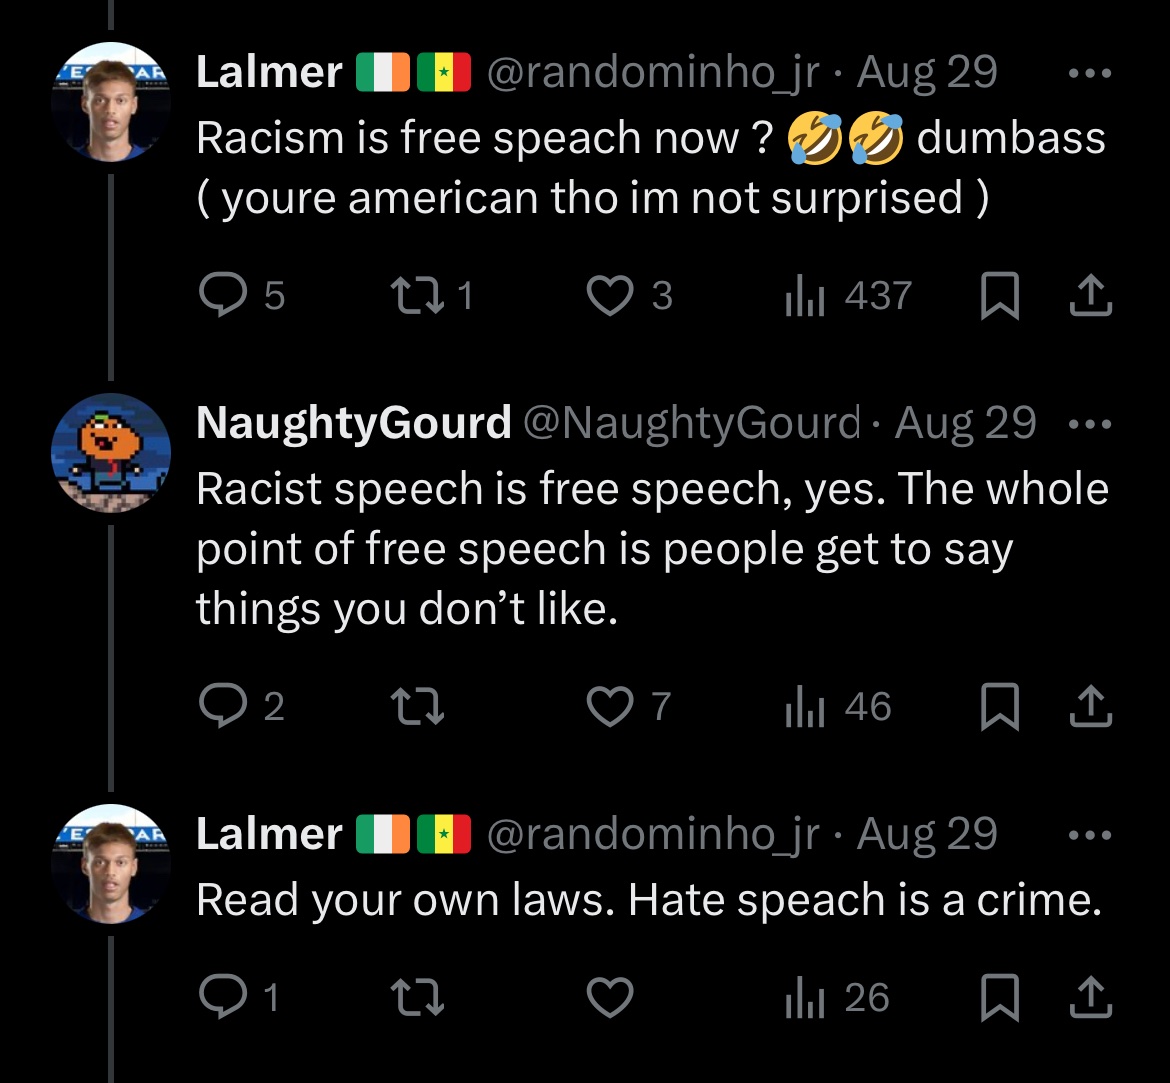 Lalmer 🇮🇪🇸🇳 @randominho_jr · Aug 29
Racism is free speach now ? 🤣🤣 dumbass
( youre american tho im not surprised )
5 1 3 437
NaughtyGourd @NaughtyGourd · Aug 29
Racist speech is free speech, yes. The whole
point of free speech is people get to say
things you don’t like.
2 7 46
Lalmer 🇮🇪🇸🇳 @randominho_jr · Aug 29
Read your own laws. Hate speach is a crime.
1 26